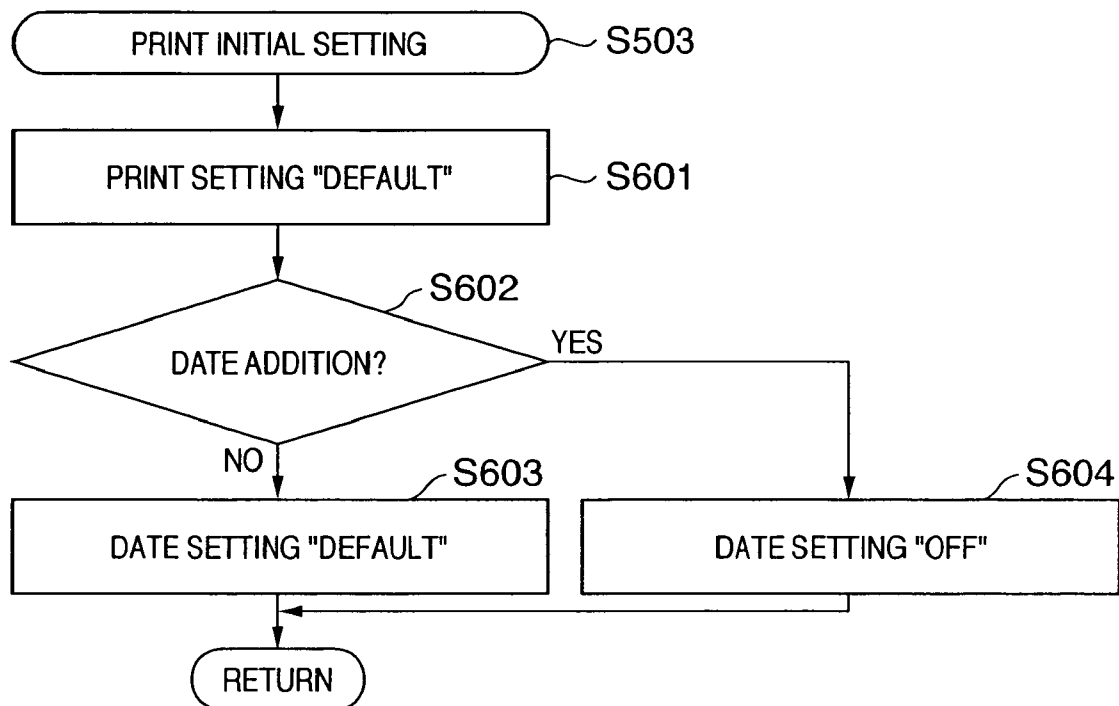 PRINT INITIAL SETTING
S503
PRINT SETTING "DEFAULT"
S601
S602
DATE ADDITION?
YES
NO
S603
S604
DATE SETTING "DEFAULT"
DATE SETTING "OFF"
RETURN